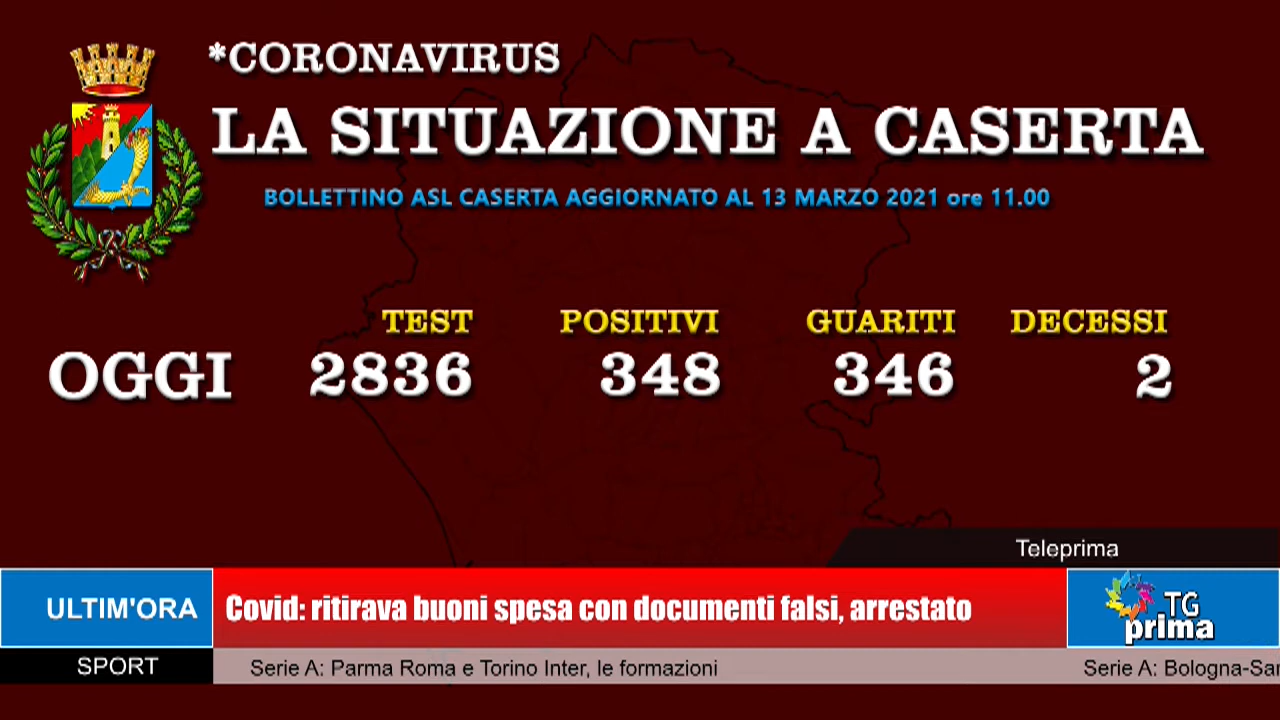 *CORONAVIRUS
LA SITUAZIONE A CASERTA
BOLLETTINO ASL CASERTA AGGIORNATO AL 13 MARZO 2021 ore 11.00
TEST POSITIVI GUARITI DECESSI
OGGI 2836 348 346 2
Teleprima
ULTIM'ORA Covid: ritirava buoni spesa con documenti falsi, arrestato
TG
prima
SPORT Serie A: Parma Roma e Torino Inter, le formazioni Serie A: